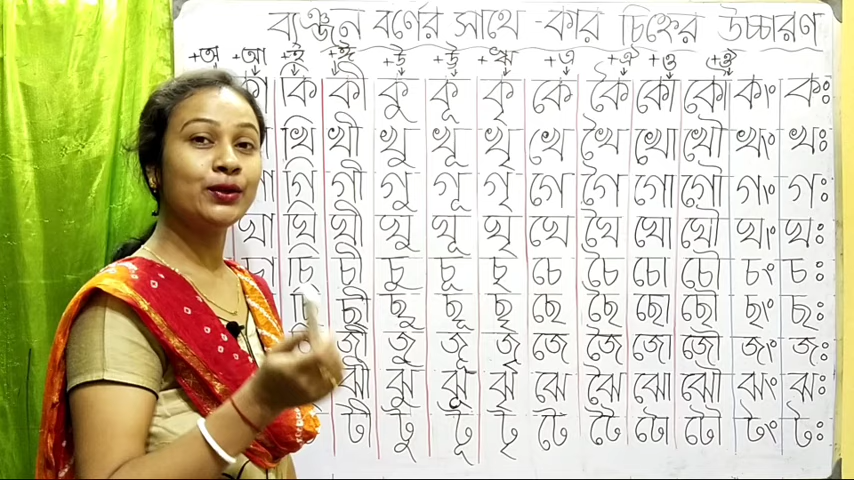 ব্যঞ্জন বর্ণের সাথে -কার চিহ্নের উচ্চারণ
+অ +আ +ই +ঈ +উ +ঊ +ঋ +এ +ঐ +ও +ঔ
কা কি কী কু কূ কৃ কে কৈ কো কৌ কং কঃ
খি খী খু খূ খৃ খে খৈ খো খৌ খং খঃ
গি গী গু গূ গৃ গে গৈ গো গৌ গং গঃ
ঘা ঘি ঘী ঘু ঘূ ঘৃ ঘে ঘৈ ঘো ঘৌ ঘং ঘঃ
চা চি চী চু চূ চৃ চে চৈ চো চৌ চং চঃ
ছী ছু ছূ ছৃ ছে ছৈ ছো ছৌ ছং ছঃ
জী জু জূ জৃ জে জৈ জো জৌ জং জঃ
ঝী ঝু ঝূ ঝৃ ঝে ঝৈ ঝো ঝৌ ঝং ঝঃ
টী টু টূ টৃ টে টৈ টো টৌ টং টঃ